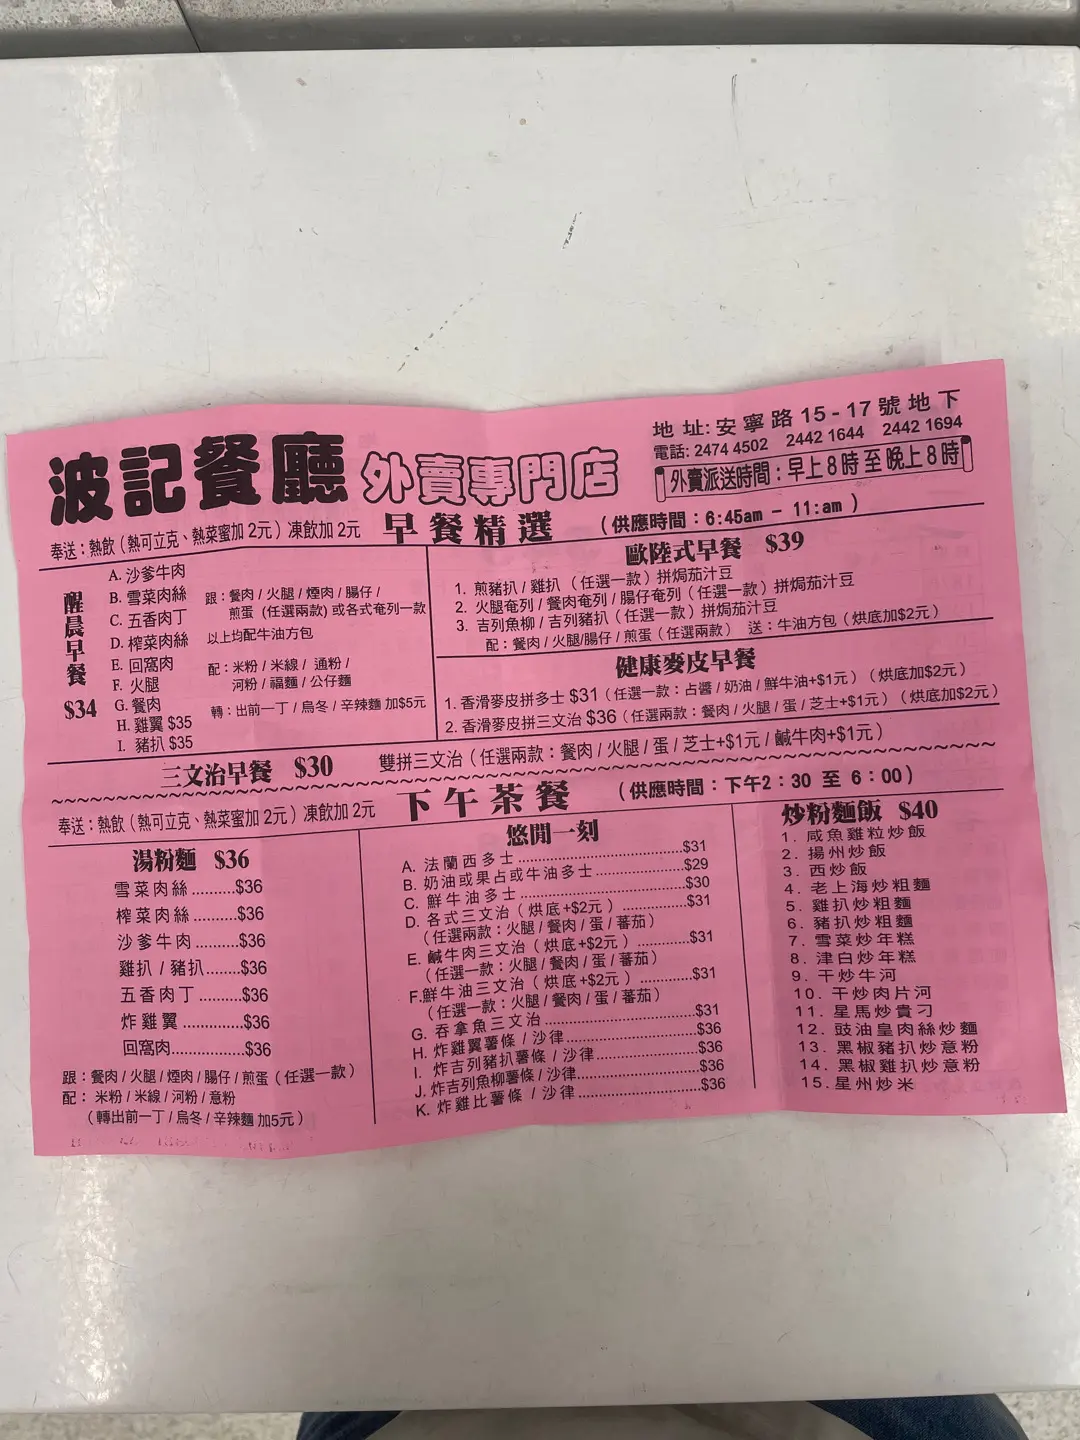 波記餐廳 外賣專門店
地址:安寧路15-17號地下
電話: 2474 4502 2442 1644 2442 1694
外賣派送時間：早上8時至晚上8時
奉送：熱飲（熱可立克、熱菜蜜加 2元）凍飲加 2元
早餐精選
（供應時間：6:45am - 11:am）
醒晨早餐
$34
A. 沙爹牛肉
B. 雪菜肉絲
C. 五香肉丁
D. 榨菜肉絲
E. 回窩肉
F. 火腿
G. 餐肉
H. 雞翼 $35
I. 豬扒 $35
跟：餐肉 / 火腿 / 煙肉 / 腸仔 /
煎蛋（任選兩款）或各式奄列一款
以上均配牛油方包
配：米粉 / 米線 / 通粉 /
河粉 / 福麵 / 公仔麵
轉：出前一丁 / 烏冬 / 辛辣麵 加$5元
歐陸式早餐 $39
1. 煎豬扒 / 雞扒 （任選一款）拼焗茄汁豆
2. 火腿奄列 / 餐肉奄列 / 腸仔奄列（任選一款）拼焗茄汁豆
3. 吉列魚柳 / 吉列豬扒（任選一款）拼焗茄汁豆
配：餐肉 / 火腿/腸仔 / 煎蛋（任選兩款） 送：牛油方包（烘底加$2元）
健康麥皮早餐
1. 香滑麥皮拼多士 $31（任選一款：占醬 / 奶油 / 鮮牛油+$1元）（烘底加$2元）
2. 香滑麥皮拼三文治 $36（任選兩款：餐肉 / 火腿 / 蛋 / 芝士+$1元）（烘底加$2元）
三文治早餐 $30 雙拼三文治（任選兩款：餐肉 / 火腿 / 蛋 / 芝士+$1元 / 鹹牛肉+$1元）
奉送：熱飲（熱可立克、熱菜蜜加 2元）凍飲加 2元
下午茶餐
（供應時間：下午2：30 至 6：00）
湯粉麵 $36
雪菜肉絲.........$36
榨菜肉絲.........$36
沙爹牛肉.........$36
雞扒 / 豬扒.......$36
五香肉丁.........$36
炸雞翼............$36
回窩肉..............$36
跟：餐肉 / 火腿 / 煙肉 / 腸仔 / 煎蛋（任選一款）
配： 米粉 / 米線 / 河粉 / 意粉
（轉出前一丁 / 烏冬 / 辛辣麵 加5元）
悠閒一刻
A. 法蘭西多士.................................$31
B. 奶油或果占或牛油多士.................$29
C. 鮮牛油多士.................................$30
D. 各式三文治（烘底+$2元）.............$31
（任選兩款：火腿 / 餐肉 / 蛋 / 蕃茄）
E. 鹹牛肉三文治（烘底+$2元）..........$31
（任選一款：火腿 / 餐肉 / 蛋 / 蕃茄）
F.鮮牛油三文治（烘底+$2元）...........$31
（任選一款：火腿 / 餐肉 / 蛋 / 蕃茄）
G. 吞拿魚三文治..............................$31
H. 炸雞翼薯條 / 沙律........................$36
I. 炸吉列豬扒薯條 / 沙律..................$36
J. 炸吉列魚柳薯條 / 沙律..................$36
K. 炸雞比薯條 / 沙律........................$36
炒粉麵飯 $40
1. 咸魚雞粒炒飯
2. 揚州炒飯
3. 西炒飯
4. 老上海炒粗麵
5. 雞扒炒粗麵
6. 豬扒炒粗麵
7. 雪菜炒年糕
8. 津白炒年糕
9. 干炒牛河
10. 干炒肉片河
11. 星馬炒貴刁
12. 豉油皇肉絲炒麵
13. 黑椒豬扒炒意粉
14. 黑椒雞扒炒意粉
15. 星州炒米